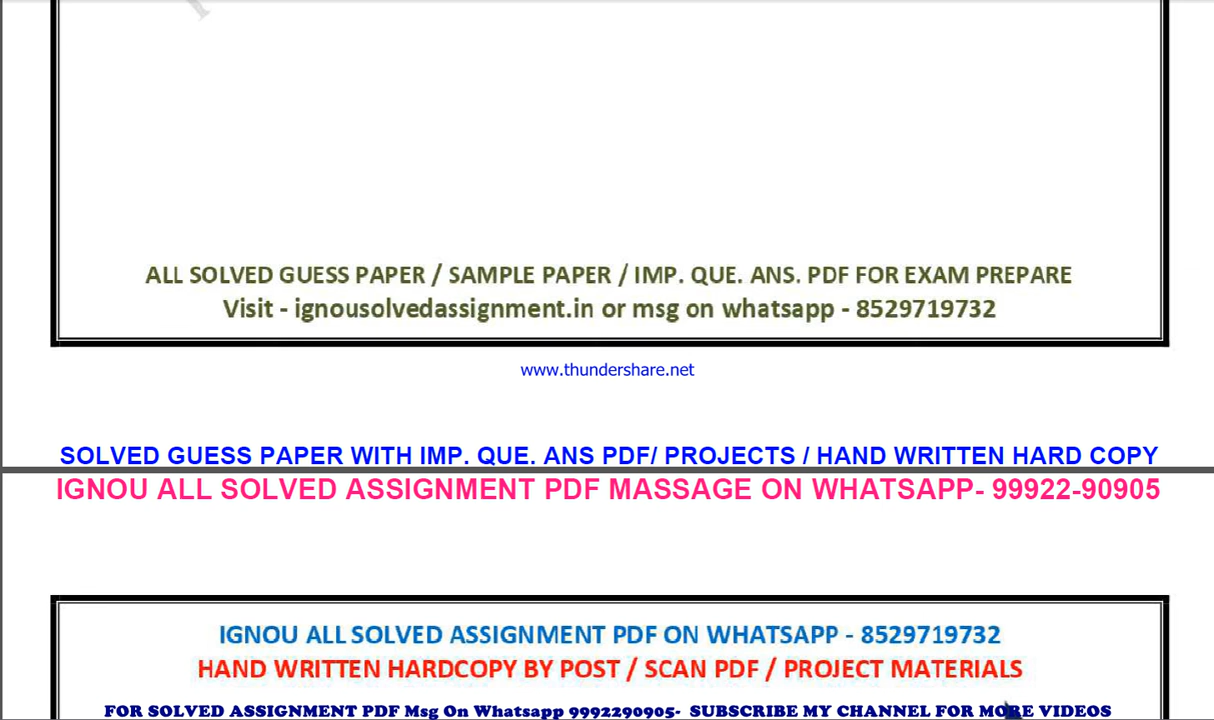 ALL SOLVED GUESS PAPER / SAMPLE PAPER / IMP. QUE. ANS. PDF FOR EXAM PREPARE
Visit - ignousolvedassignment.in or msg on whatsapp - 8529719732
www.thundershare.net
SOLVED GUESS PAPER WITH IMP. QUE. ANS PDF/ PROJECTS / HAND WRITTEN HARD COPY
IGNOU ALL SOLVED ASSIGNMENT PDF MASSAGE ON WHATSAPP- 99922-90905
IGNOU ALL SOLVED ASSIGNMENT PDF ON WHATSAPP - 8529719732
HAND WRITTEN HARDCOPY BY POST / SCAN PDF / PROJECT MATERIALS
FOR SOLVED ASSIGNMENT PDF Msg On Whatsapp 9992290905- SUBSCRIBE MY CHANNEL FOR MORE VIDEOS